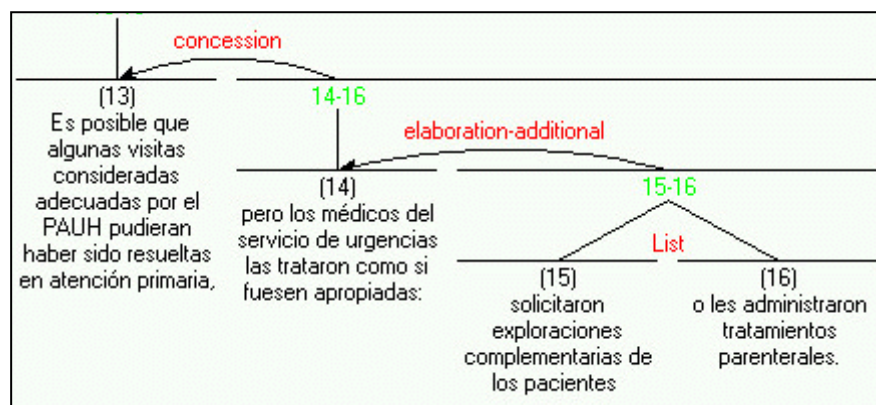 concession
(13)
Es posible que
algunas visitas
consideradas
adecuadas por el
PAUH pudieran
haber sido resueltas
en atención primaria,
14-16
elaboration-additional
(14)
pero los médicos del
servicio de urgencias
las trataron como si
fuesen apropiadas:
15-16
List
(15)
solicitaron
exploraciones
complementarias de
los pacientes
(16)
o les administraron
tratamientos
parenterales.